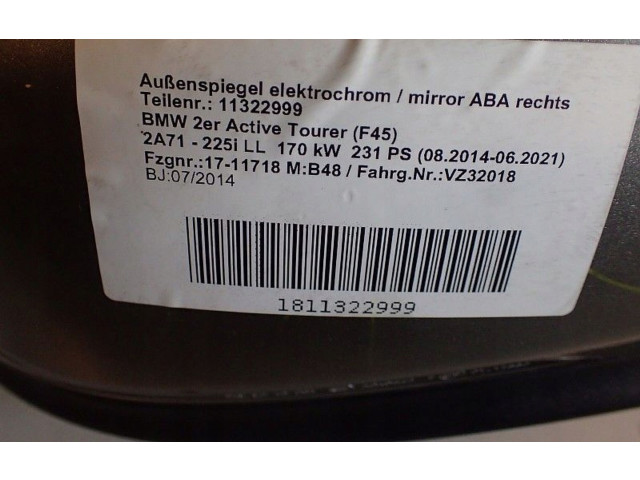 Außenspiegel elektrochrom / mirror ABA rechts
Teilenr.: 11322999
BMW 2er Active Tourer (F45)
2A71 - 225i LL 170 kW 231 PS (08.2014-06.2021)
Fzgnr.:17-11718 M:B48 / Fahrg.Nr.:VZ32018
BJ:07/2014
1811322999